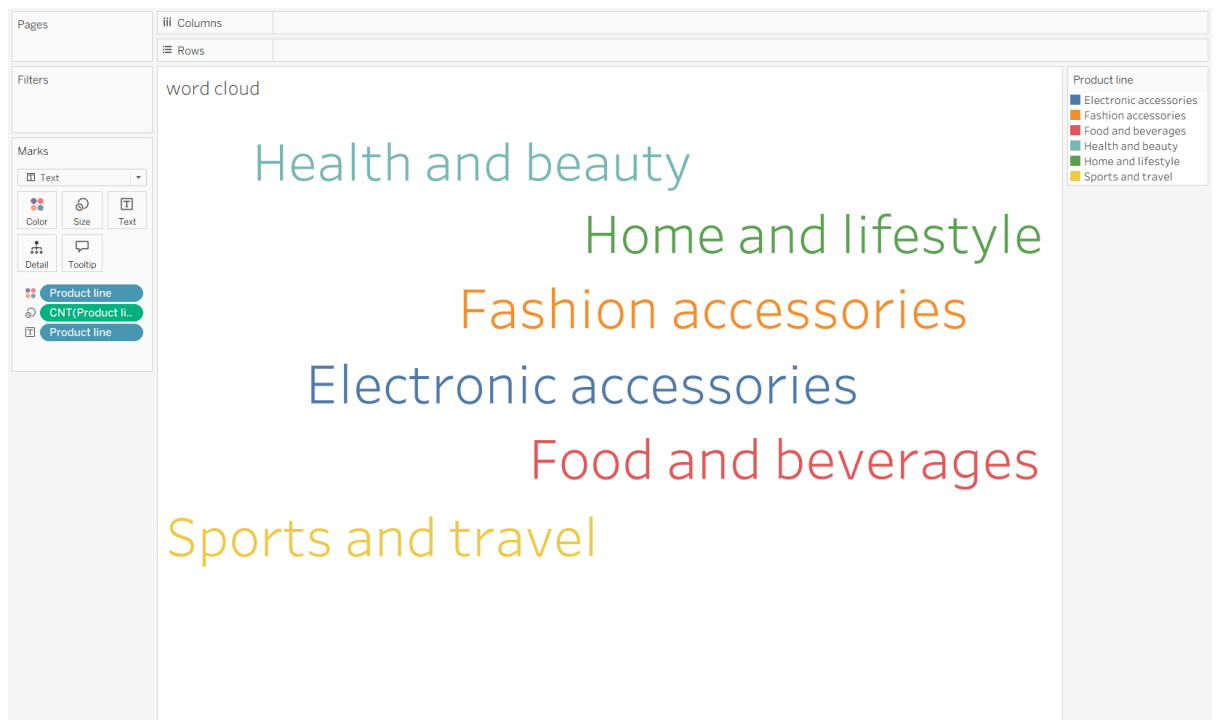 Pages
Columns
Rows
Filters
Marks
Text
Color
Size
Text
Detail
Tooltip
Product line
CNT(Product li..
Product line
word cloud
Health and beauty
Home and lifestyle
Fashion accessories
Electronic accessories
Food and beverages
Sports and travel
Product line
Electronic accessories
Fashion accessories
Food and beverages
Health and beauty
Home and lifestyle
Sports and travel